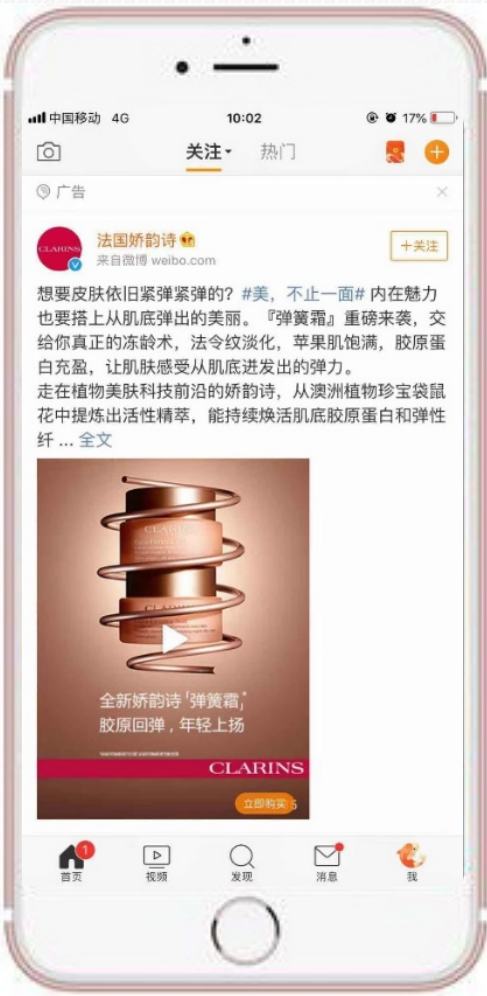 中国移动 4G 10:02 17%
关注 热门
广告
CLARINS 法国娇韵诗
来自微博 weibo.com
十关注
想要皮肤依旧紧弹紧弹的？#美，不止一面# 内在魅力
也要搭上从肌底弹出的美丽。『弹簧霜』重磅来袭，交
给你真正的冻龄术，法令纹淡化，苹果肌饱满，胶原蛋
白充盈，让肌肤感受从肌底迸发出的弹力。
走在植物美肤科技前沿的娇韵诗，从澳洲植物珍宝袋鼠
花中提炼出活性精萃，能持续焕活肌底胶原蛋白和弹性
纤 ... 全文
全新娇韵诗「弹簧霜」
胶原回弹，年轻上扬
CLARINS
立即购买
1
首页 视频 发现 消息 我